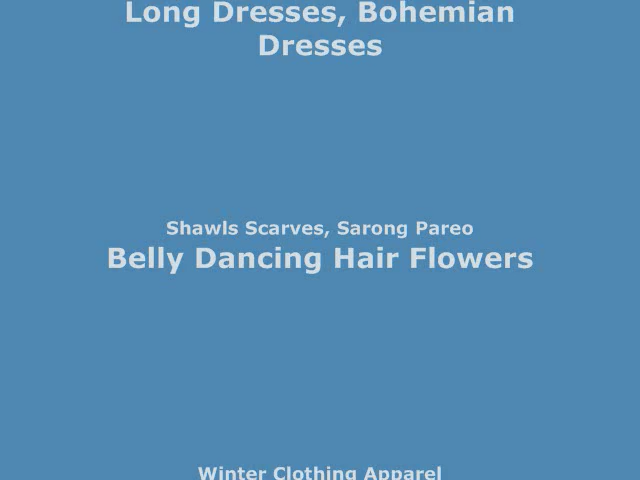 Long Dresses, Bohemian
Dresses
Shawls Scarves, Sarong Pareo
Belly Dancing Hair Flowers
Winter Clothing Apparel